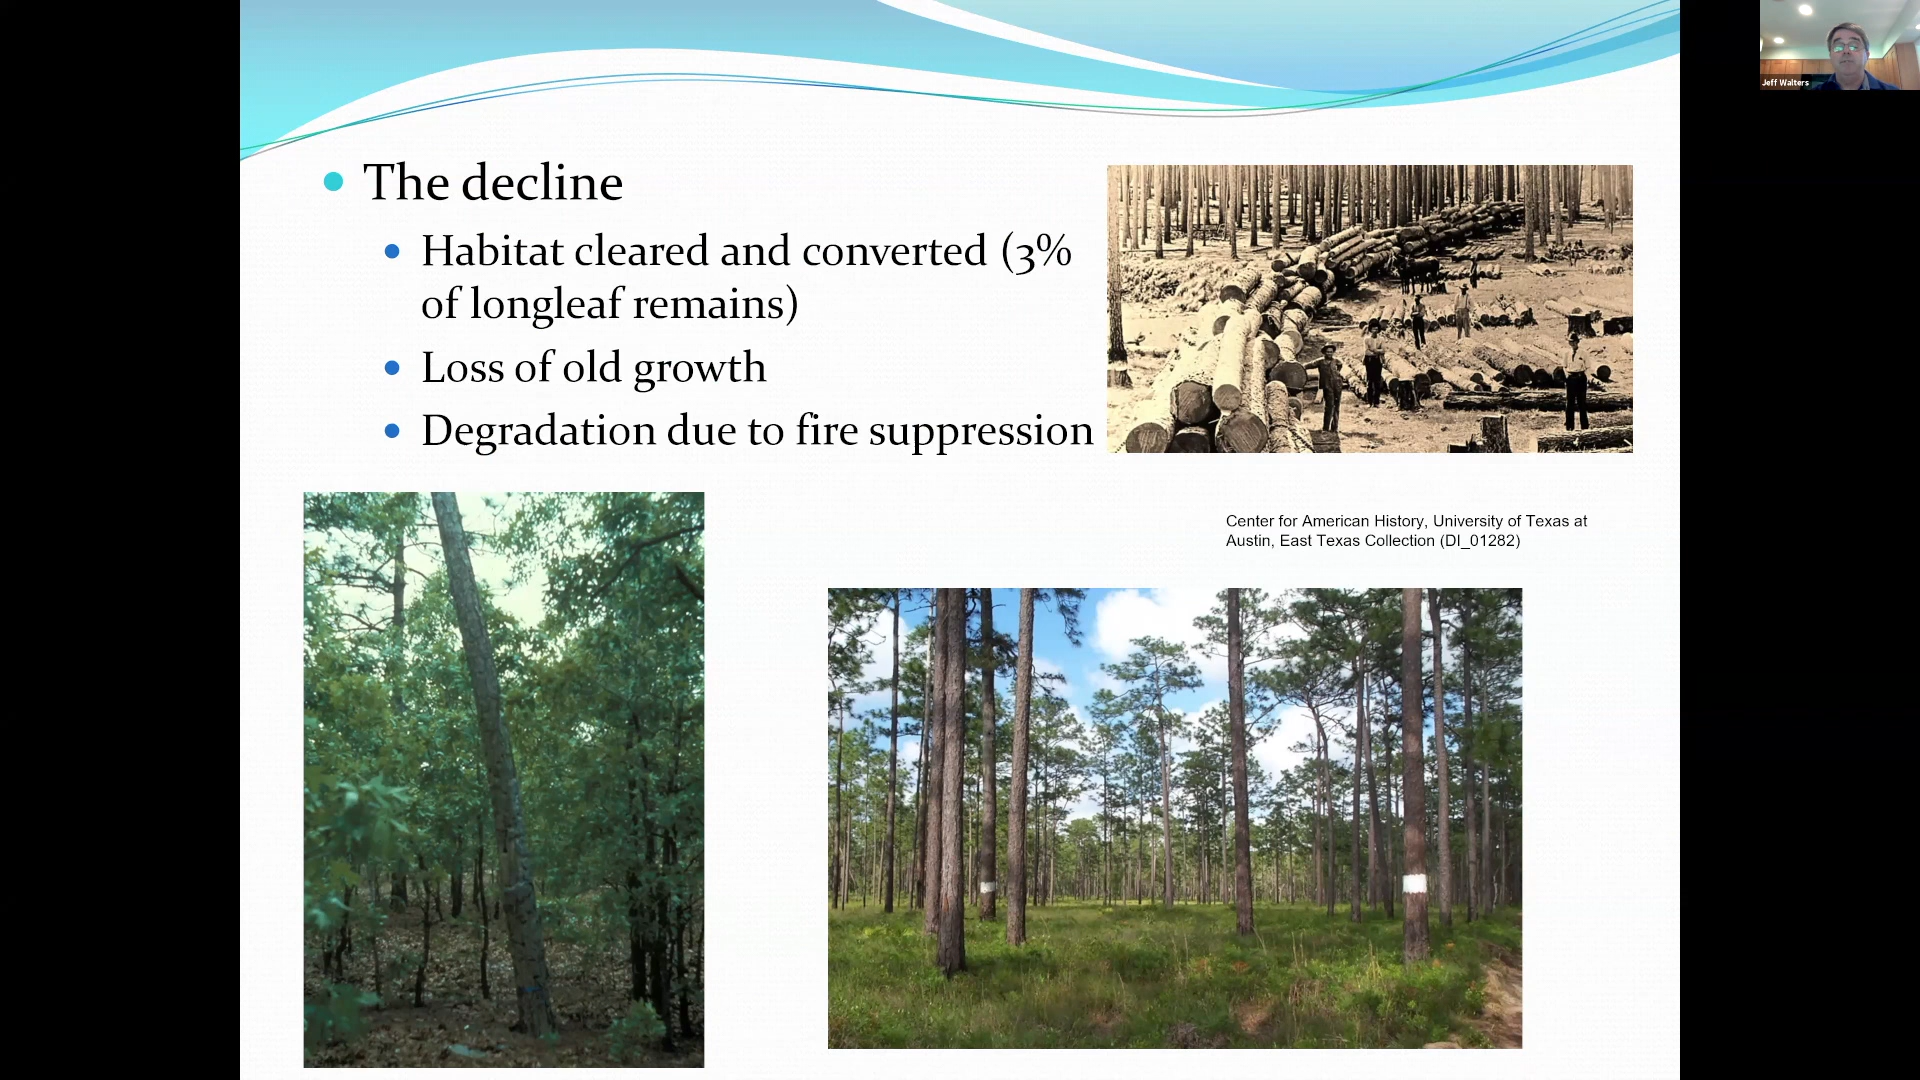 Jeff Walters
The decline
Habitat cleared and converted (3%
of longleaf remains)
Loss of old growth
Degradation due to fire suppression
Center for American History, University of Texas at
Austin, East Texas Collection (DI_01282)